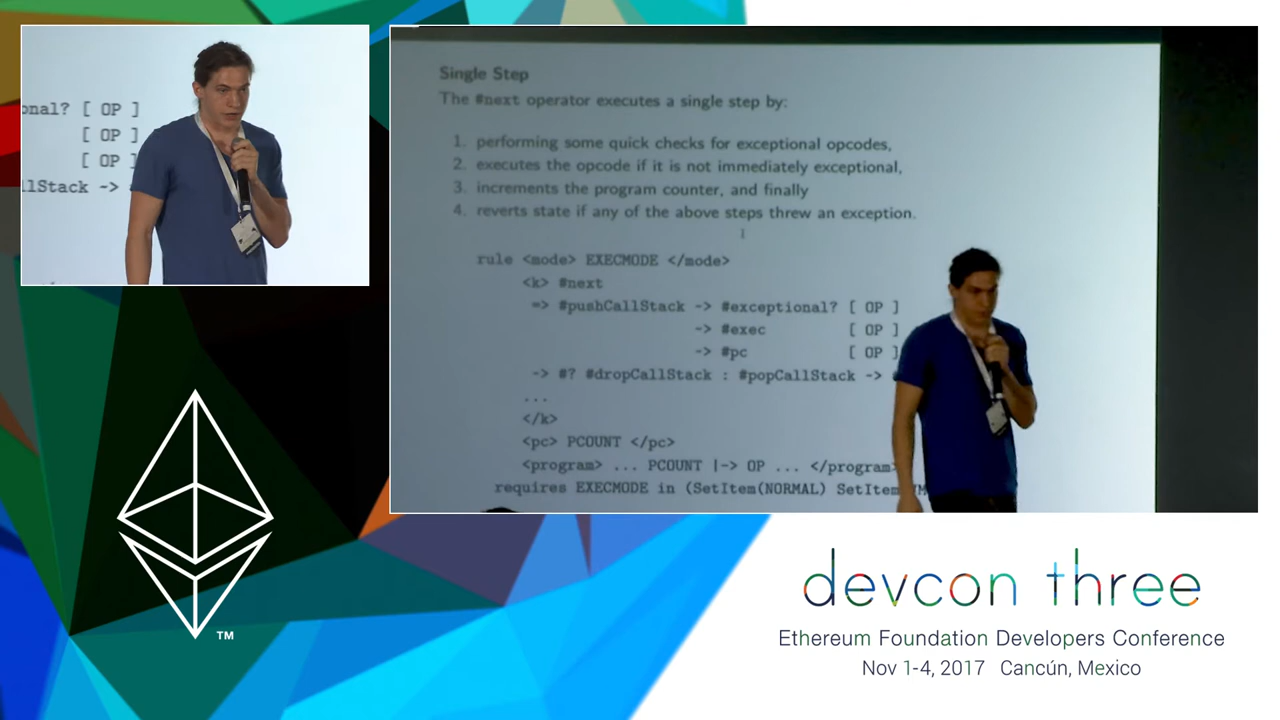 onal? [ OP ]
[ OP ]
[ OP ]
llStack ->
Single Step
The #next operator executes a single step by:
1. performing some quick checks for exceptional opcodes,
2. executes the opcode if it is not immediately exceptional,
3. increments the program counter, and finally
4. reverts state if any of the above steps threw an exception.
rule <mode> EXECMODE </mode>
<k> #next
=> #pushCallStack -> #exceptional? [ OP ]
-> #exec [ OP ]
-> #pc [ OP ]
-> #? #dropCallStack : #popCallStack ->
...
</k>
<pc> PCOUNT </pc>
<program> ... PCOUNT |-> OP ... </program>
requires EXECMODE in (SetItem(NORMAL) SetItem
TM
devcon three
Ethereum Foundation Developers Conference
Nov 1-4, 2017 Cancún, Mexico